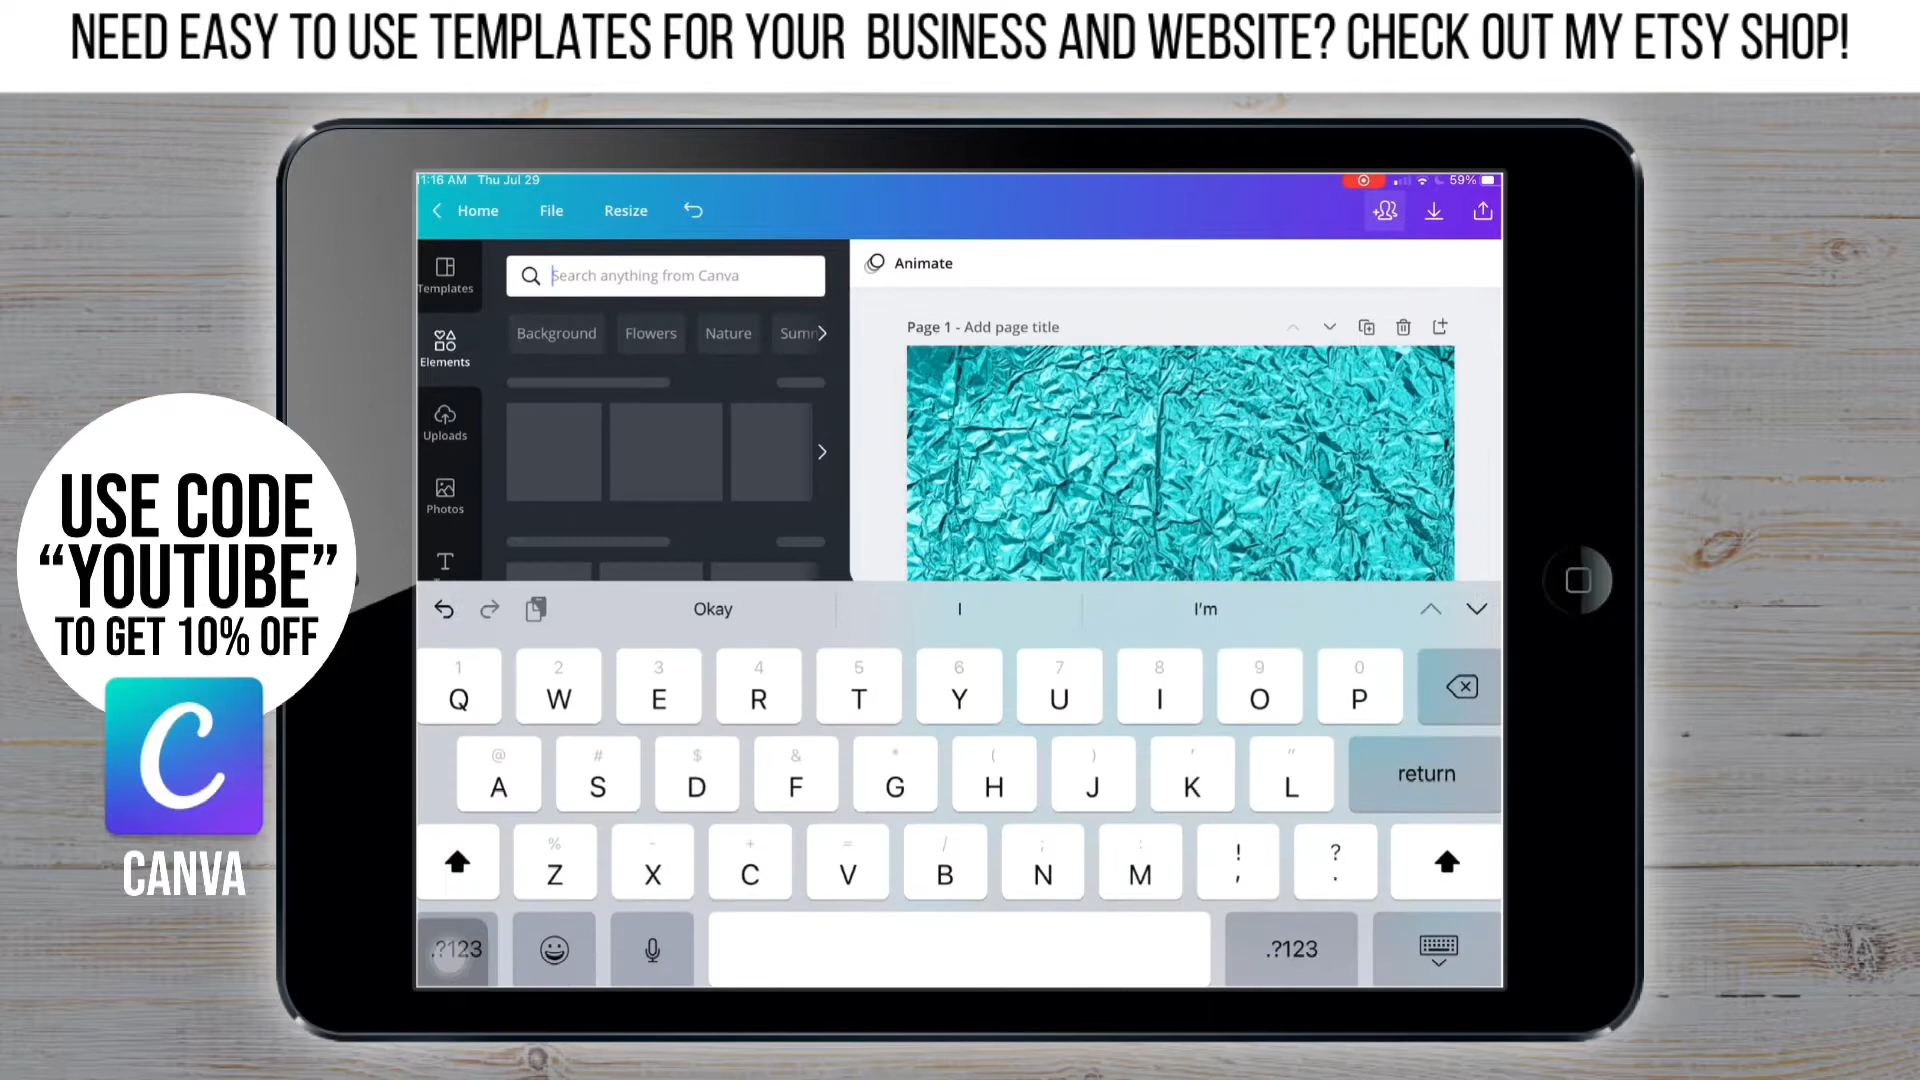 NEED EASY TO USE TEMPLATES FOR YOUR BUSINESS AND WEBSITE? CHECK OUT MY ETSY SHOP!
11:16 AM Thu Jul 29
59%
Home File Resize
Templates
Search anything from Canva
Animate
Background Flowers Nature Summ
Page 1 - Add page title
Elements
Uploads
Photos
USE CODE
“YOUTUBE”
TO GET 10% OFF
C
CANVA
Okay I I'm
1 2 3 4 5 6 7 8 9 0
Q W E R T Y U I O P
@ # $ & * ( ) ' "
A S D F G H J K L return
% - + = / ; : ! ?
Z X C V B N M , .
.?123 .?123